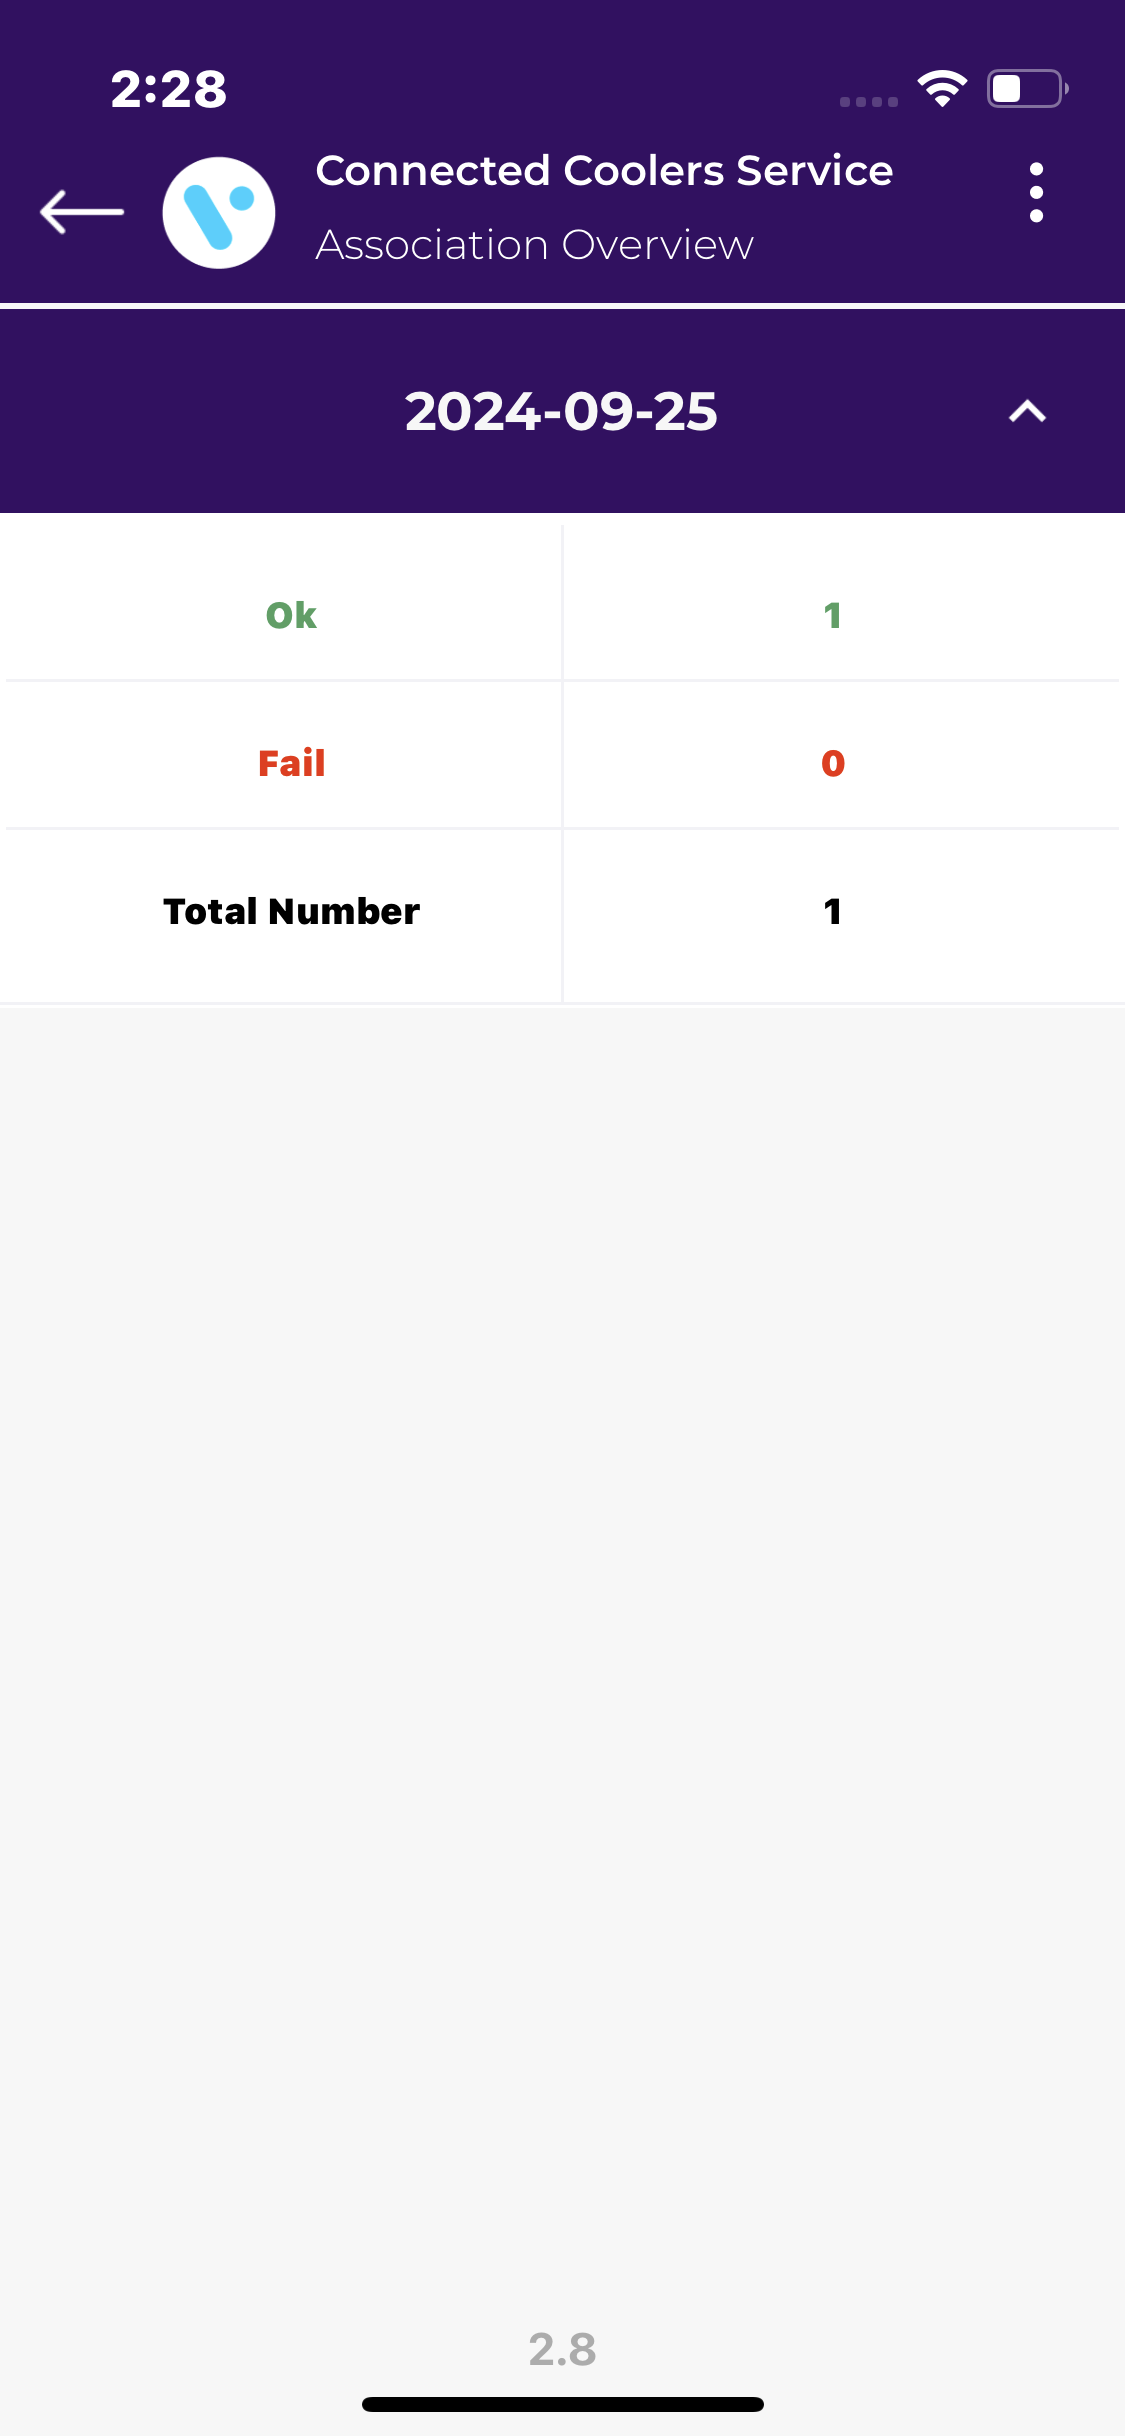 2:28
Connected Coolers Service
Association Overview
2024-09-25
Ok 1
Fail 0
Total Number 1
2.8